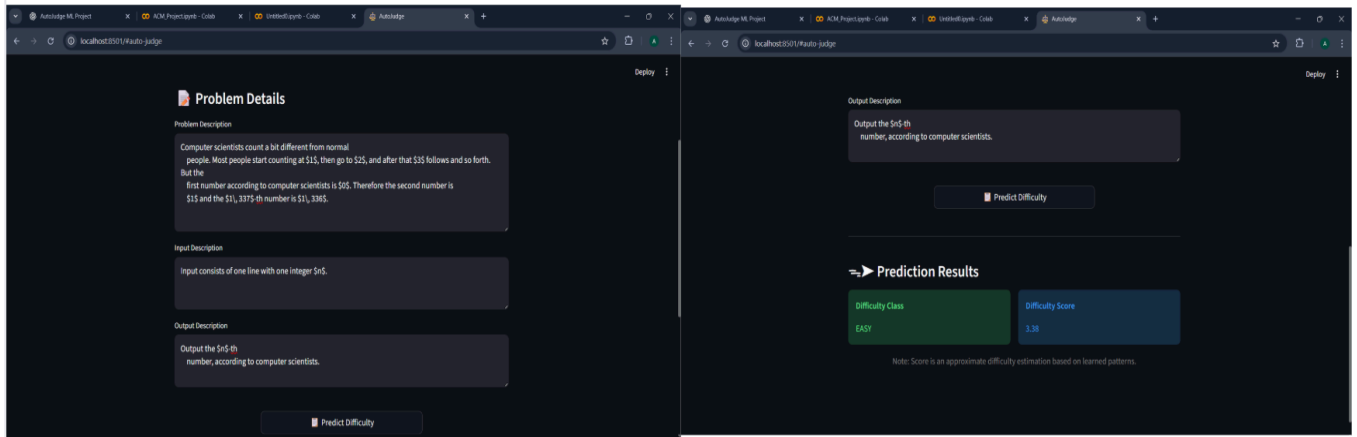 AutoJudge ML Project
ACM_Project.ipynb - Colab
Untitled0.ipynb - Colab
AutoJudge
localhost:8501/#auto-judge
Deploy
Problem Details
Problem Description
Computer scientists count a bit different from normal
people. Most people start counting at $1$, then go to $2$, and after that $3$ follows and so forth.
But the
first number according to computer scientists is $0$. Therefore the second number is
$1$ and the $1\, 337$-th number is $1\, 336$.
Input Description
Input consists of one line with one integer $n$.
Output Description
Output the $n$-th
number, according to computer scientists.
Predict Difficulty
AutoJudge ML Project
ACM_Project.ipynb - Colab
Untitled0.ipynb - Colab
AutoJudge
localhost:8501/#auto-judge
Deploy
Output Description
Output the $n$-th
number, according to computer scientists.
Predict Difficulty
Prediction Results
Difficulty Class
EASY
Difficulty Score
3.38
Note: Score is an approximate difficulty estimation based on learned patterns.